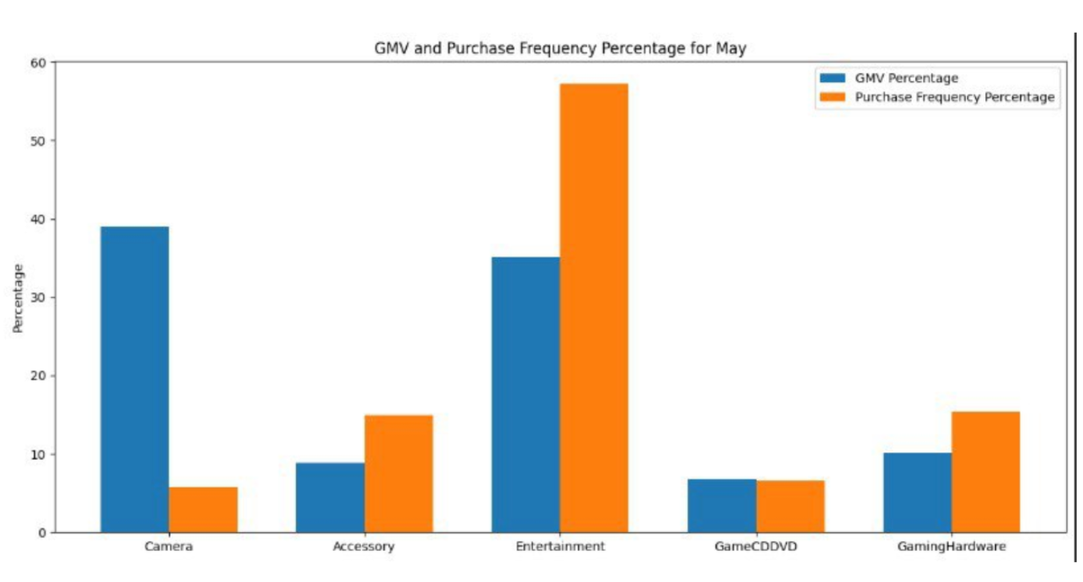 GMV and Purchase Frequency Percentage for May
GMV Percentage
Purchase Frequency Percentage
60
50
40
30
20
10
0
Percentage
Camera Accessory Entertainment GameCDDVD GamingHardware